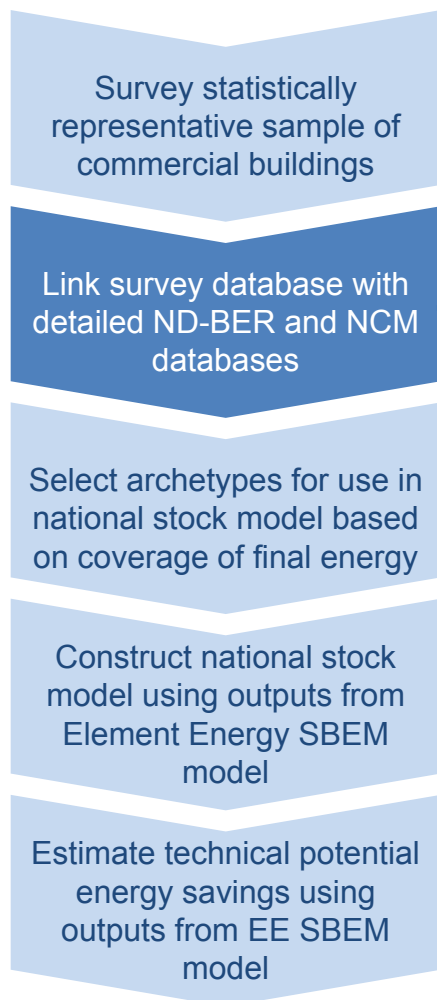 Survey statistically
representative sample of
commercial buildings
Link survey database with
detailed ND-BER and NCM
databases
Select archetypes for use in
national stock model based
on coverage of final energy
Construct national stock
model using outputs from
Element Energy SBEM
model
Estimate technical potential
energy savings using
outputs from EE SBEM
model